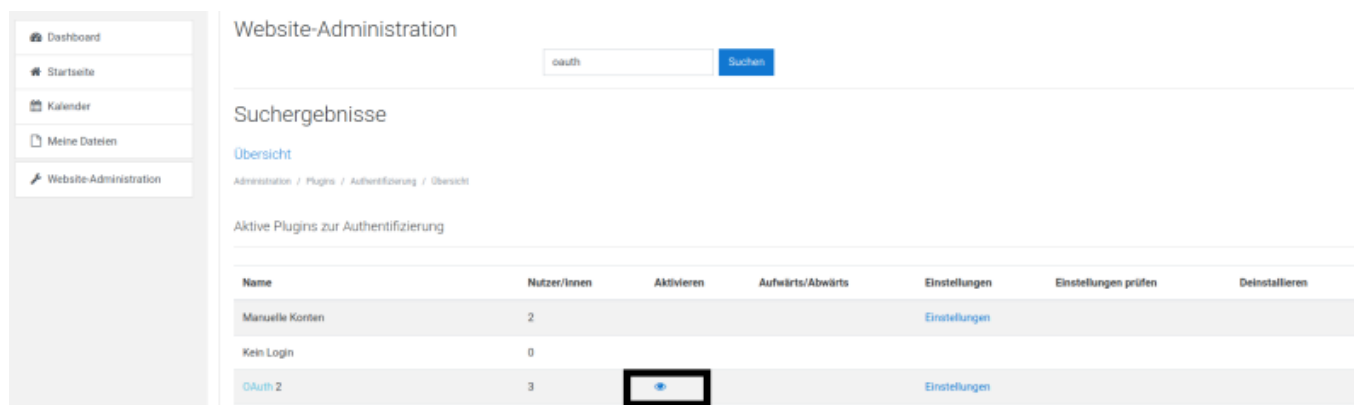 Dashboard
Startseite
Kalender
Meine Dateien
Website-Administration
Website-Administration
oauth Suchen
Suchergebnisse
Übersicht
Administration / Plugins / Authentifizierung / Übersicht
Aktive Plugins zur Authentifizierung
Name Nutzer/innen Aktivieren Aufwärts/Abwärts Einstellungen Einstellungen prüfen Deinstallieren
Manuelle Konten 2 Einstellungen
Kein Login 0
OAuth 2 3 Einstellungen